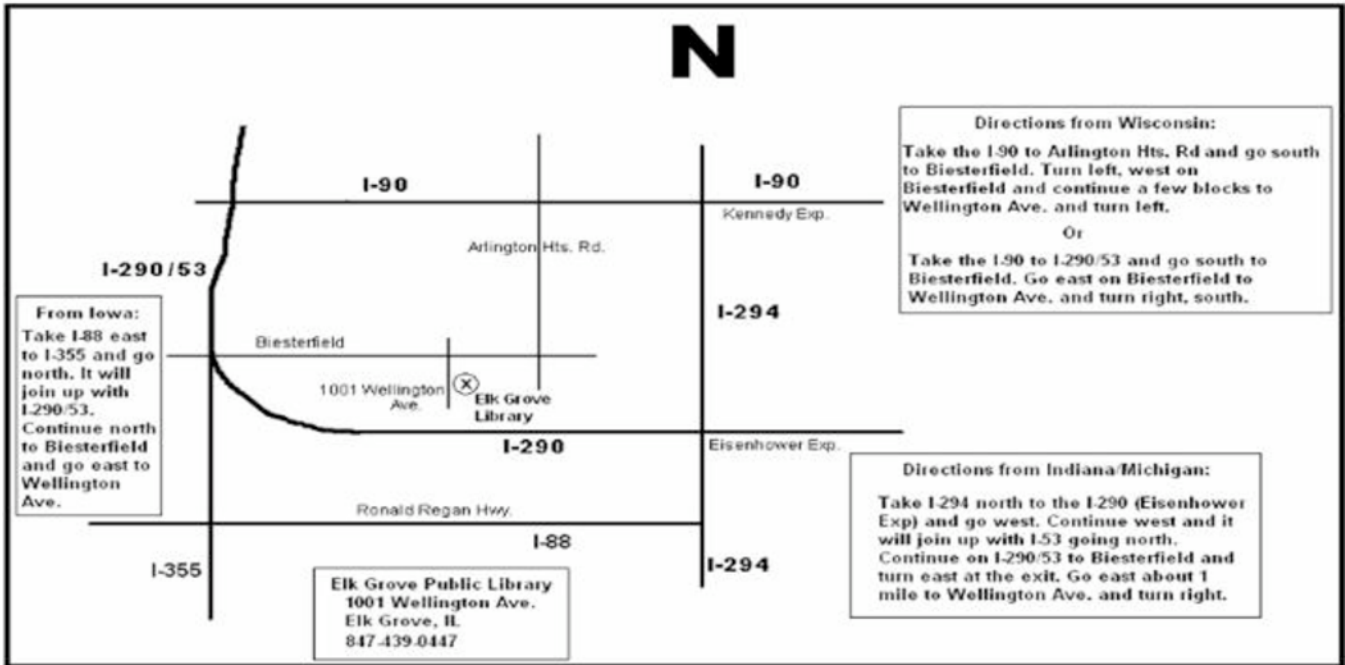 N
Directions from Wisconsin:
Take the I-90 to Arlington Hts. Rd and go south
to Biesterfield. Turn left, west on
Biesterfield and continue a few blocks to
Wellington Ave. and turn left.
Or
Take the I-90 to I-290/53 and go south to
Biesterfield. Go east on Biesterfield to
Wellington Ave. and turn right, south.
I-90
I-90
Kennedy Exp.
Arlington Hts. Rd.
I-290/53
I-294
From Iowa:
Take I-88 east
to I-355 and go
north. It will
join up with
I-290/53.
Continue north
to Biesterfield
and go east to
Wellington
Ave.
Biesterfield
1001 Wellington
Ave.
X
Elk Grove
Library
I-290
Eisenhower Exp.
Directions from Indiana/Michigan:
Take I-294 north to the I-290 (Eisenhower
Exp) and go west. Continue west and it
will join up with I-53 going north.
Continue on I-290/53 to Biesterfield and
turn east at the exit. Go east about 1
mile to Wellington Ave. and turn right.
Ronald Regan Hwy.
I-88
I-355
I-294
Elk Grove Public Library
1001 Wellington Ave.
Elk Grove, IL
847-439-0447